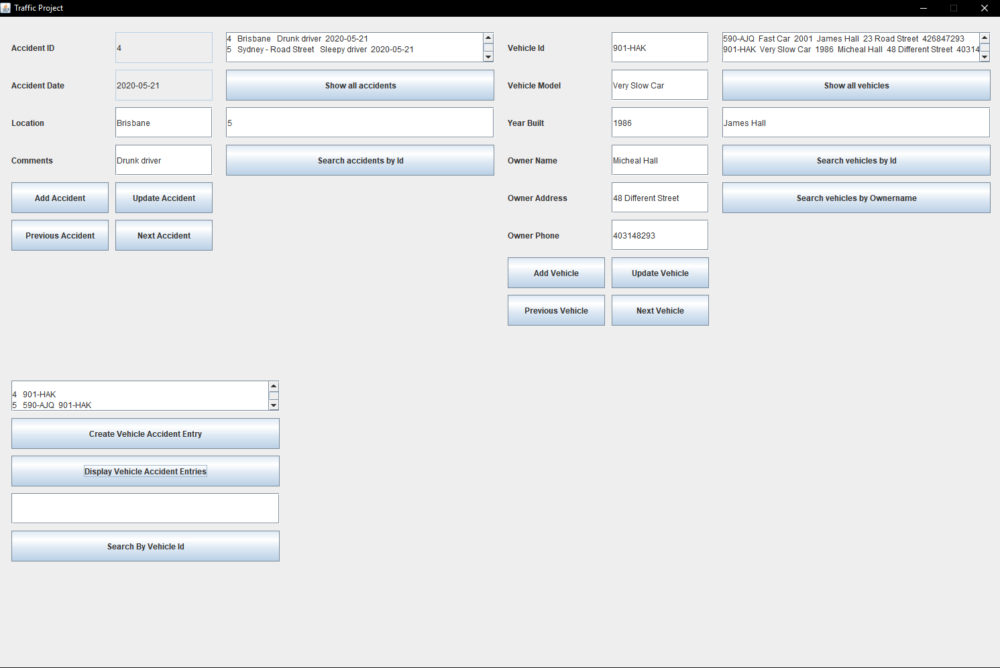 Traffic Project
Accident ID
4
4 Brisbane Drunk driver 2020-05-21
5 Sydney - Road Street Sleepy driver 2020-05-21
Accident Date
2020-05-21
Show all accidents
Location
Brisbane
5
Comments
Drunk driver
Search accidents by Id
Add Accident
Update Accident
Previous Accident
Next Accident
Vehicle Id
901-HAK
590-AJQ Fast Car 2001 James Hall 23 Road Street 426847293
901-HAK Very Slow Car 1986 Micheal Hall 48 Different Street 40314
Vehicle Model
Very Slow Car
Show all vehicles
Year Built
1986
James Hall
Owner Name
Micheal Hall
Search vehicles by Id
Owner Address
48 Different Street
Search vehicles by Ownername
Owner Phone
403148293
Add Vehicle
Update Vehicle
Previous Vehicle
Next Vehicle
4 901-HAK
5 590-AJQ 901-HAK
Create Vehicle Accident Entry
Display Vehicle Accident Entries
Search By Vehicle Id